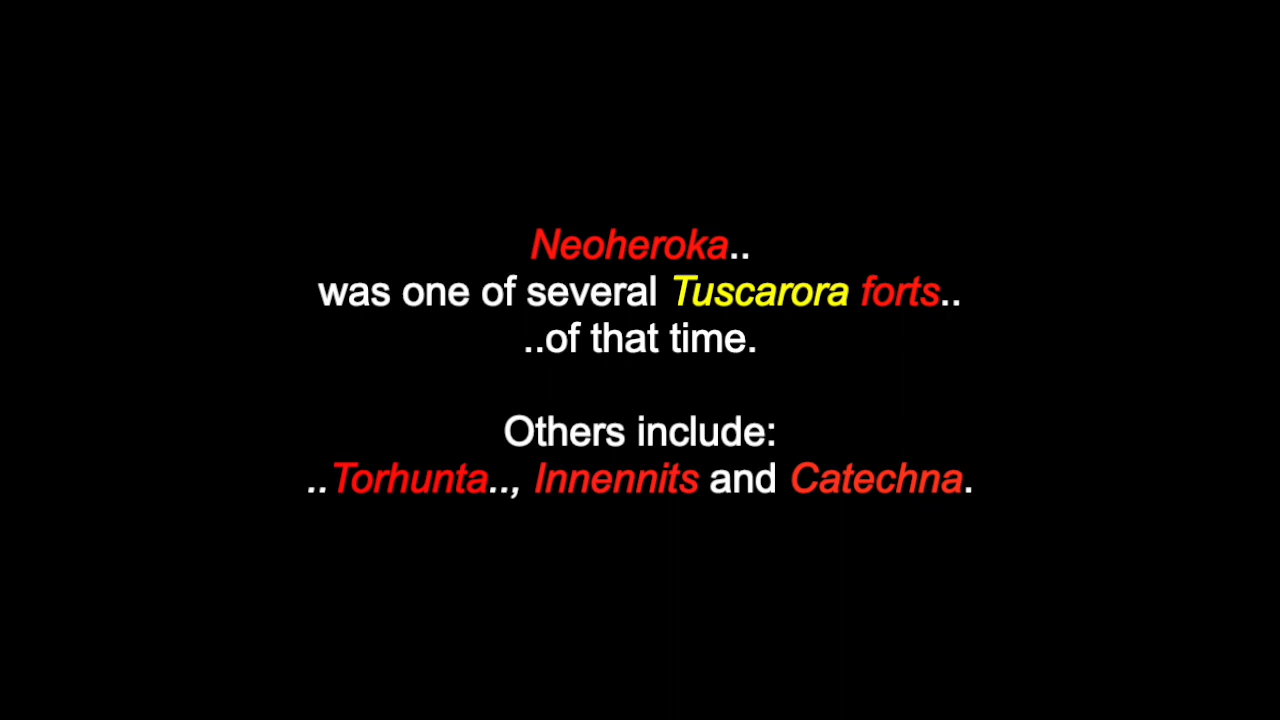 Neoheroka..
was one of several Tuscarora forts..
..of that time.
Others include:
..Torhunta.., Innennits and Catechna.